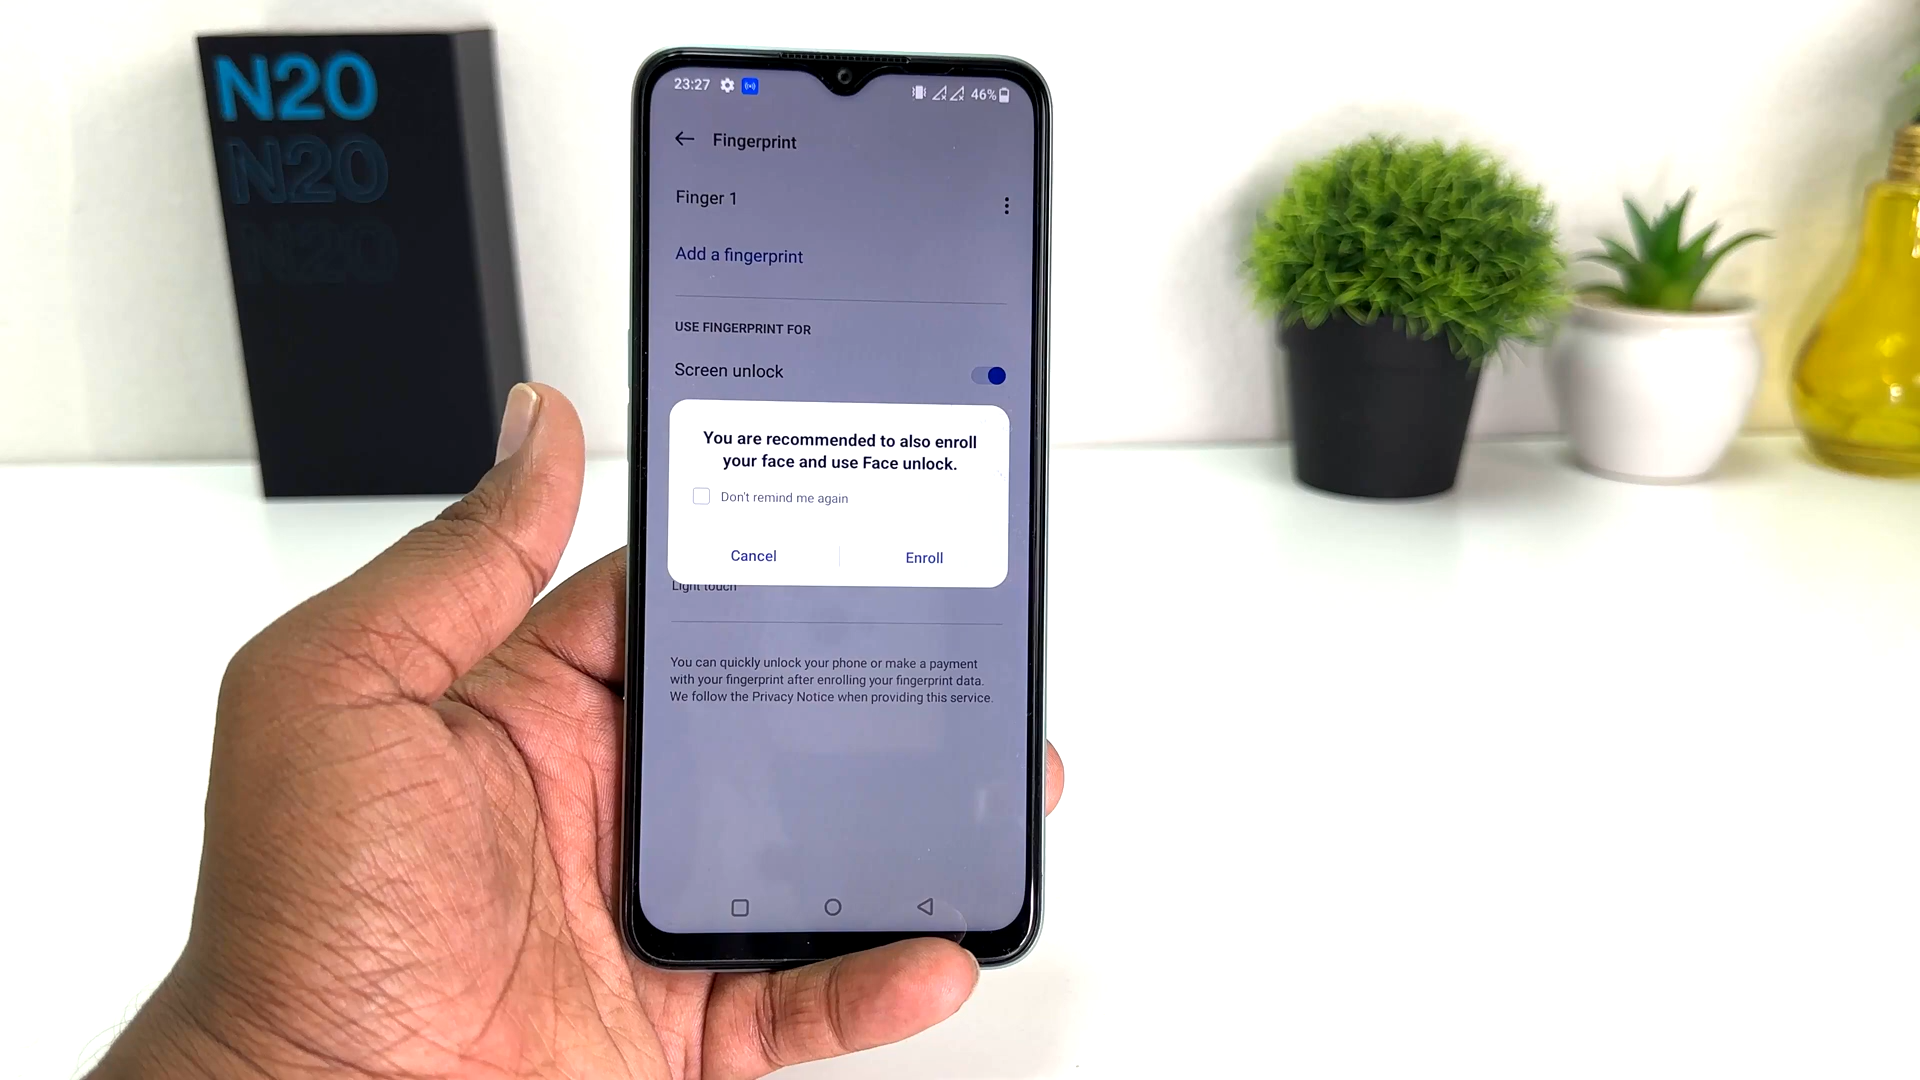 N20
N20
N20
23:27
46%
Fingerprint
Finger 1
Add a fingerprint
USE FINGERPRINT FOR
Screen unlock
You are recommended to also enroll
your face and use Face unlock.
Don't remind me again
Cancel
Enroll
Light touch
You can quickly unlock your phone or make a payment
with your fingerprint after enrolling your fingerprint data.
We follow the Privacy Notice when providing this service.